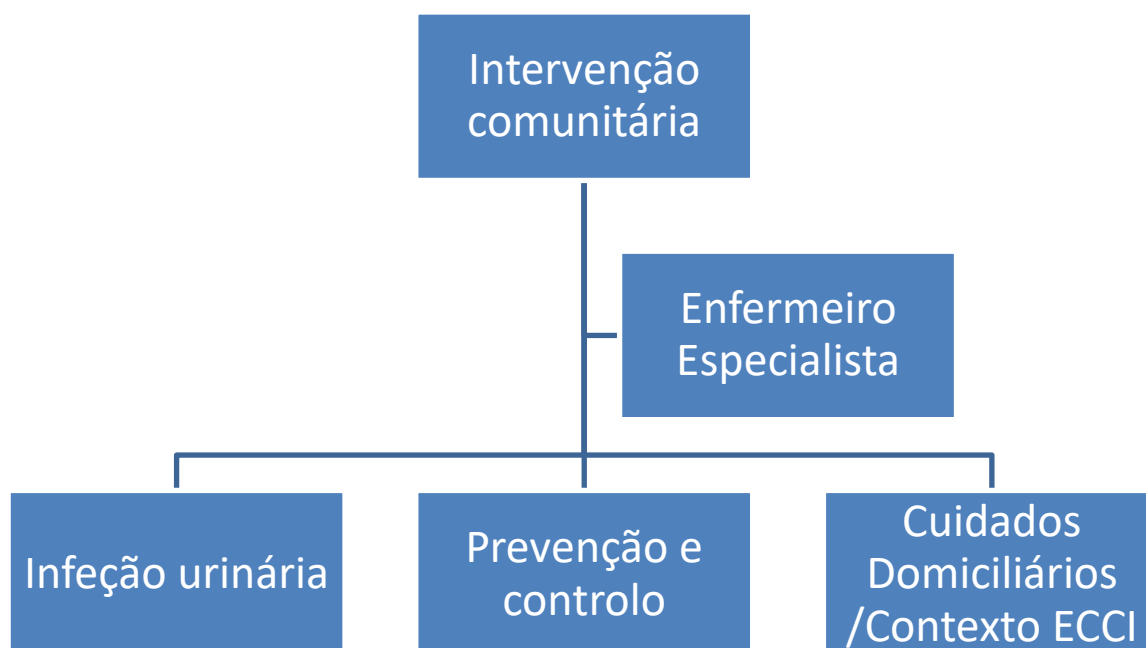 Intervenção
comunitária
Enfermeiro
Especialista
Infeção urinária
Prevenção e
controlo
Cuidados
Domiciliários
/Contexto ECCI